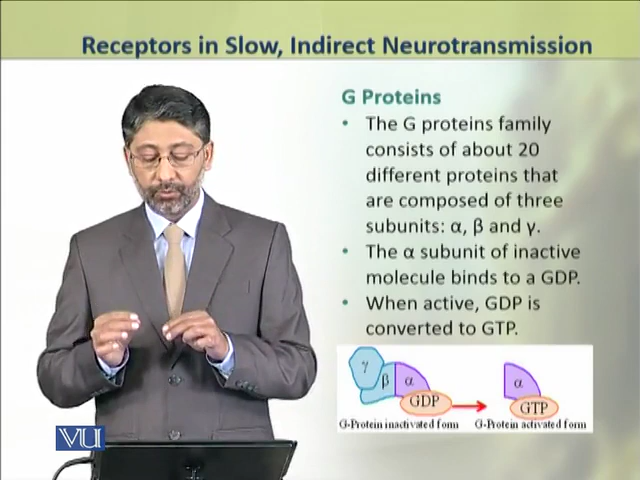 Receptors in Slow, Indirect Neurotransmission
G Proteins
• The G proteins family
consists of about 20
different proteins that
are composed of three
subunits: α, β and γ.
• The α subunit of inactive
molecule binds to a GDP.
• When active, GDP is
converted to GTP.
γ
β
α
GDP
G-Protein inactivated form
α
GTP
G-Protein activated form
VU